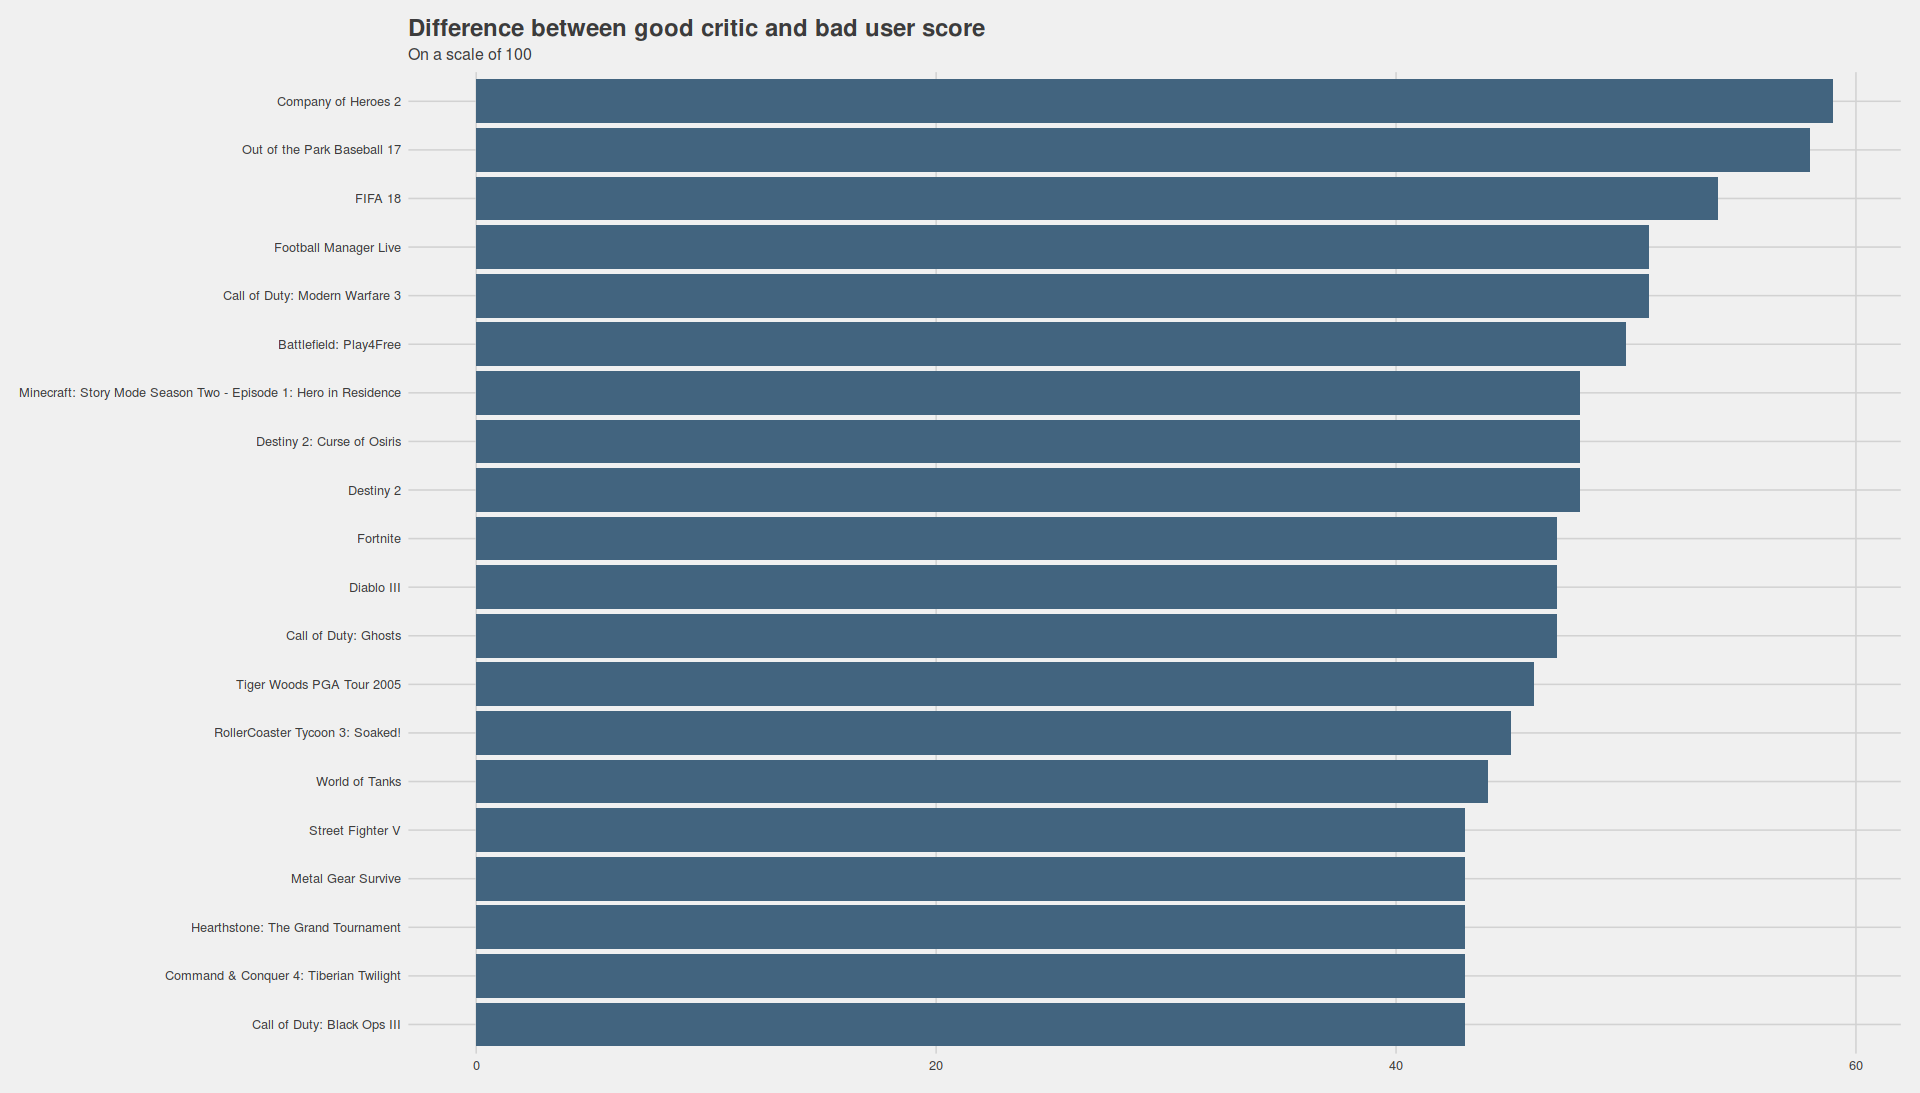 Difference between good critic and bad user score
On a scale of 100
Company of Heroes 2
Out of the Park Baseball 17
FIFA 18
Football Manager Live
Call of Duty: Modern Warfare 3
Battlefield: Play4Free
Minecraft: Story Mode Season Two - Episode 1: Hero in Residence
Destiny 2: Curse of Osiris
Destiny 2
Fortnite
Diablo III
Call of Duty: Ghosts
Tiger Woods PGA Tour 2005
RollerCoaster Tycoon 3: Soaked!
World of Tanks
Street Fighter V
Metal Gear Survive
Hearthstone: The Grand Tournament
Command & Conquer 4: Tiberian Twilight
Call of Duty: Black Ops III
0 20 40 60